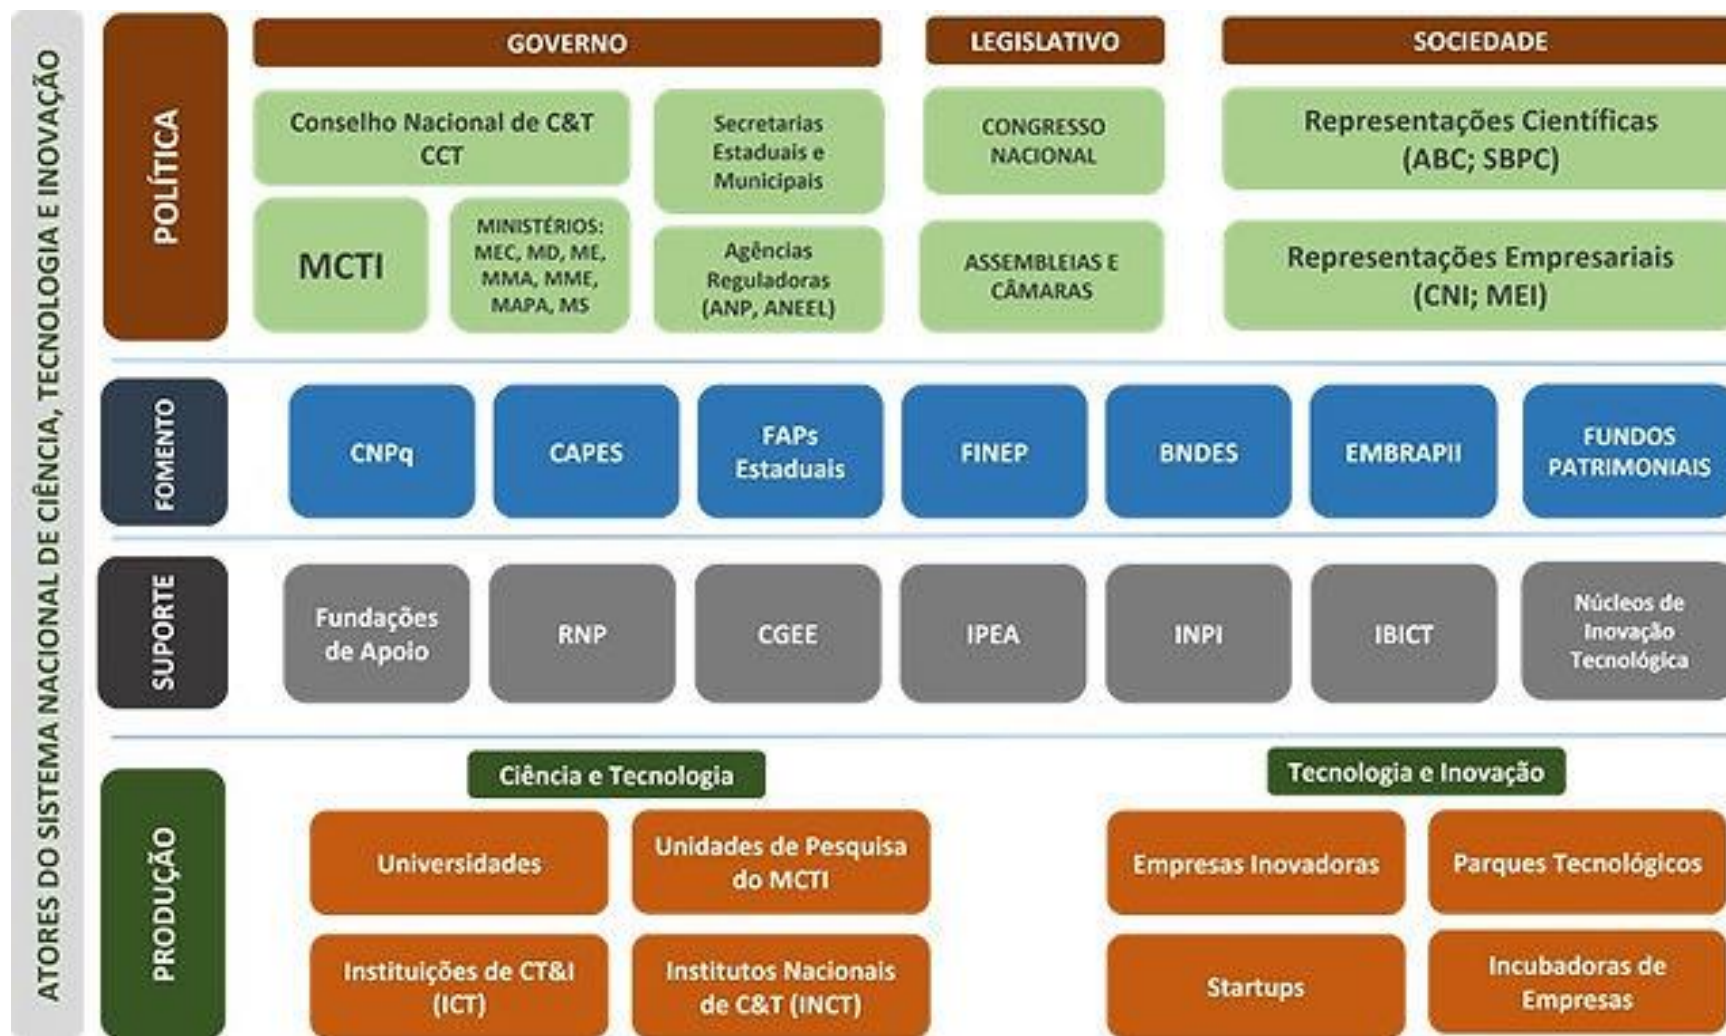 ATORES DO SISTEMA NACIONAL DE CIÊNCIA, TECNOLOGIA E INOVAÇÃO
POLÍTICA
GOVERNO
LEGISLATIVO
SOCIEDADE
Conselho Nacional de C&T
CCT
Secretarias
Estaduais e
Municipais
CONGRESSO
NACIONAL
Representações Científicas
(ABC; SBPC)
MCTI
MINISTÉRIOS:
MEC, MD, ME,
MMA, MME,
MAPA, MS
Agências
Reguladoras
(ANP, ANEEL)
ASSEMBLEIAS E
CÂMARAS
Representações Empresariais
(CNI; MEI)
FOMENTO
CNPq
CAPES
FAPs
Estaduais
FINEP
BNDES
EMBRAPII
FUNDOS
PATRIMONIAIS
SUPORTE
Fundações
de Apoio
RNP
CGEE
IPEA
INPI
IBICT
Núcleos de
Inovação
Tecnológica
PRODUÇÃO
Ciência e Tecnologia
Universidades
Unidades de Pesquisa
do MCTI
Instituições de CT&I
(ICT)
Institutos Nacionais
de C&T (INCT)
Tecnologia e Inovação
Empresas Inovadoras
Parques Tecnológicos
Startups
Incubadoras de
Empresas